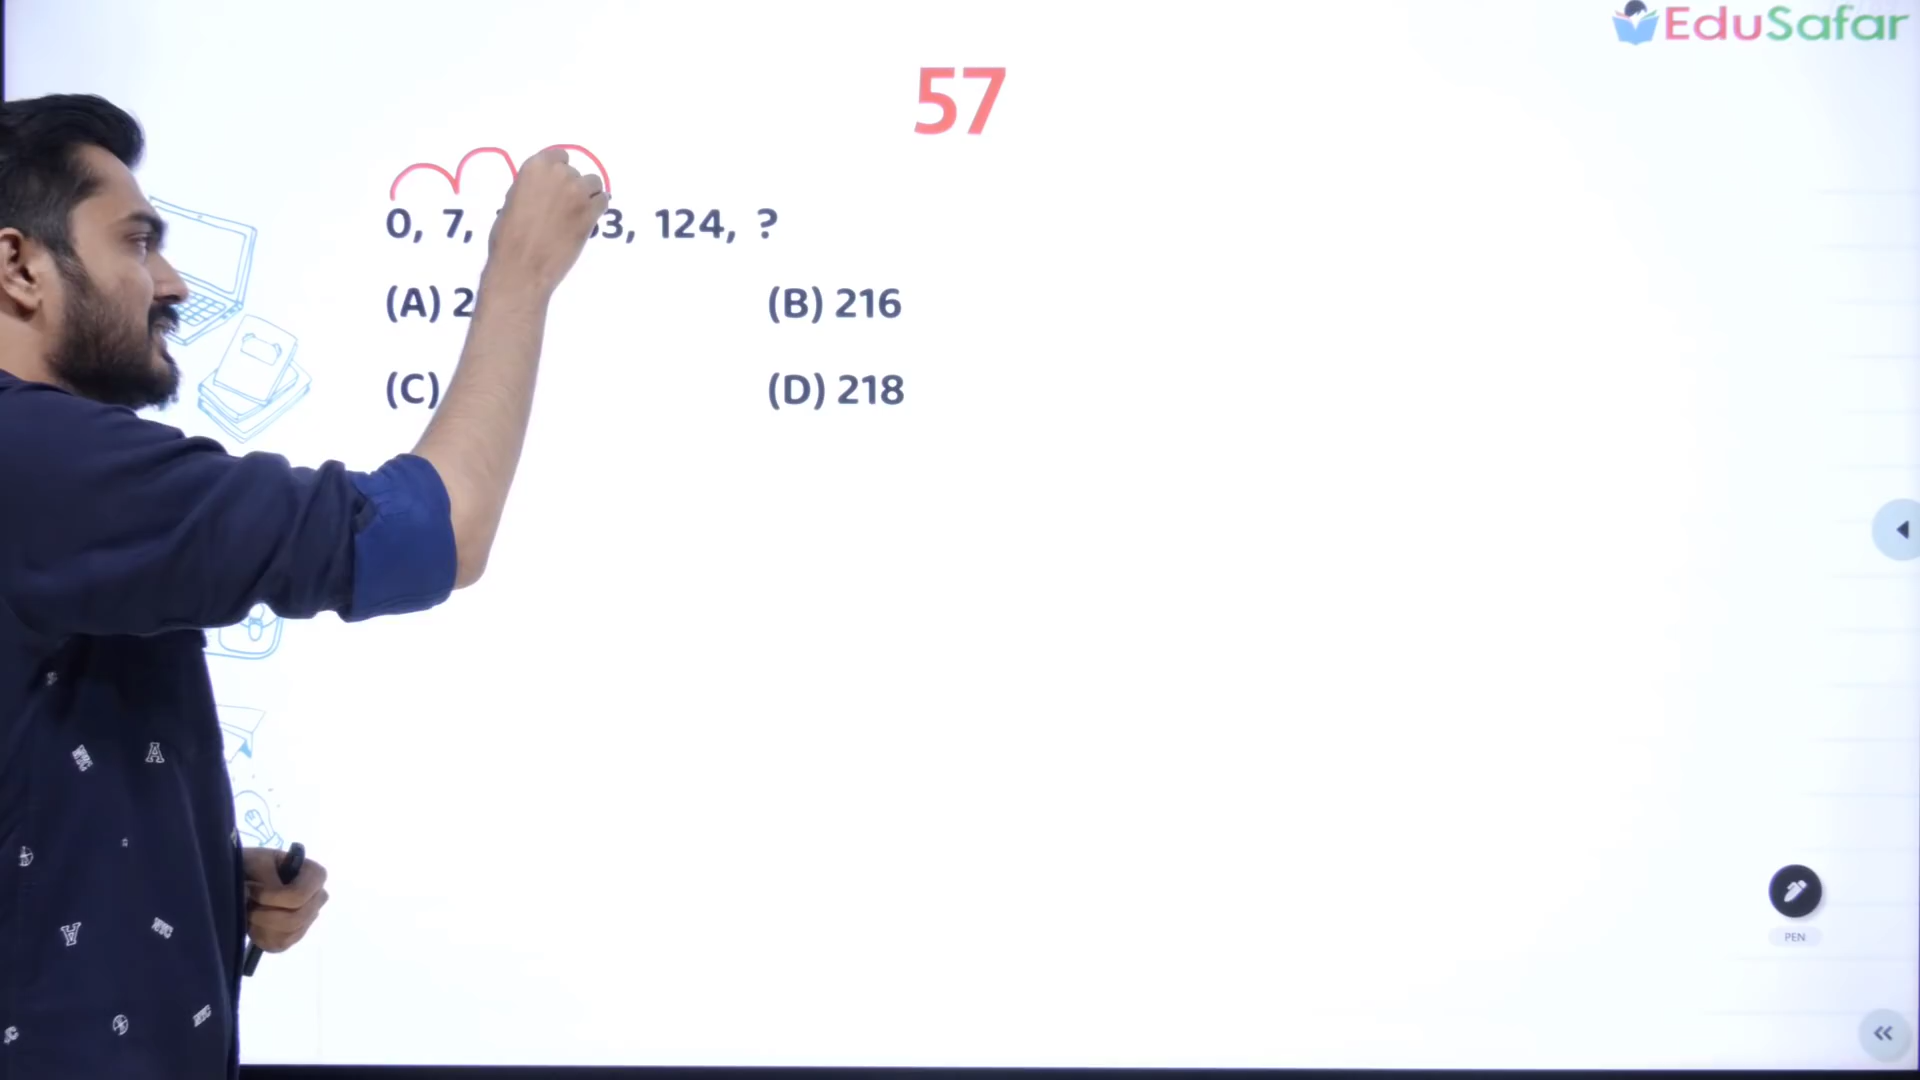 EduSafar
57
0, 7, 3, 124, ?
(A) 2 (B) 216
(C) (D) 218
PEN